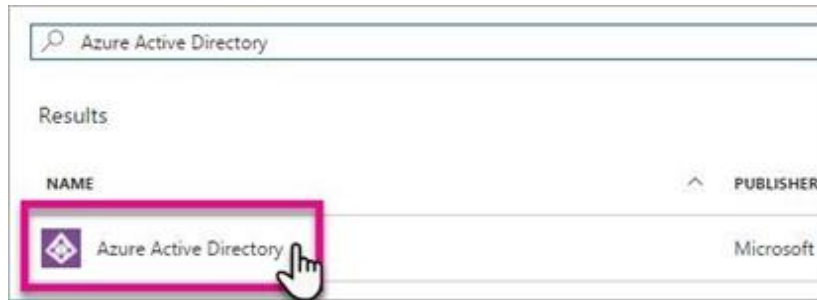 Azure Active Directory
Results
NAME PUBLISHER
Azure Active Directory Microsoft